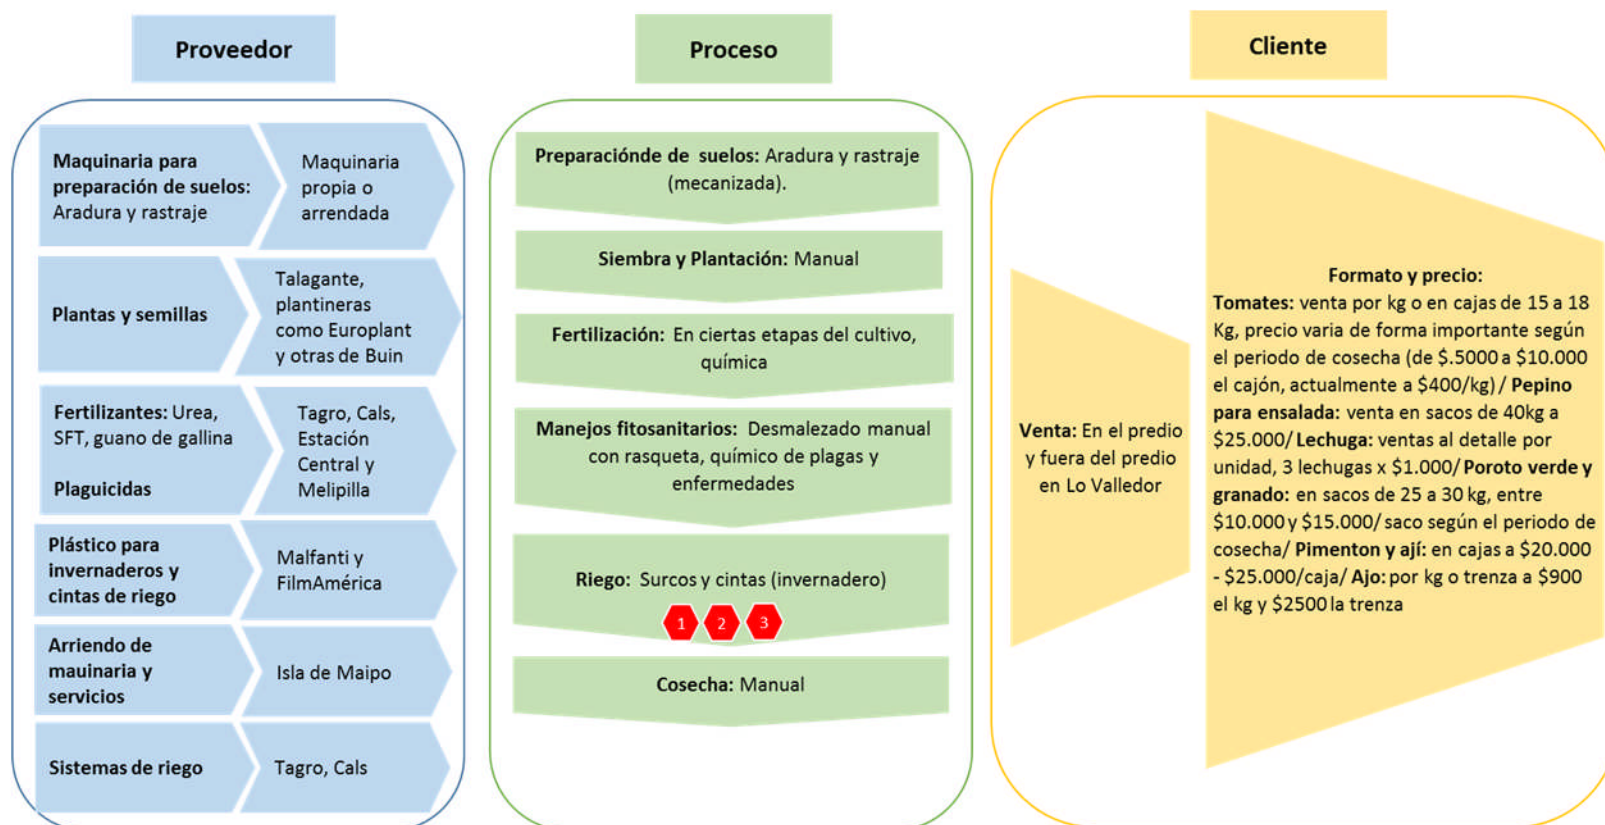 Proveedor
Maquinaria para
preparación de suelos:
Aradura y rastraje
Maquinaria
propia o
arrendada
Plantas y semillas
Talagante,
plantineras
como Europlant
y otras de Buin
Fertilizantes: Urea,
SFT, guano de gallina
Plaguicidas
Tagro, Cals,
Estación
Central y
Melipilla
Plástico para
invernaderos y
cintas de riego
Malfanti y
FilmAmérica
Arriendo de
mauinaria y
servicios
Isla de Maipo
Sistemas de riego
Tagro, Cals
Proceso
Preparaciónde de suelos: Aradura y rastraje
(mecanizada).
Siembra y Plantación: Manual
Fertilización: En ciertas etapas del cultivo,
química
Manejos fitosanitarios: Desmalezado manual
con rasqueta, químico de plagas y
enfermedades
Riego: Surcos y cintas (invernadero)
1 2 3
Cosecha: Manual
Cliente
Venta: En el predio
y fuera del predio
en Lo Valledor
Formato y precio:
Tomates: venta por kg o en cajas de 15 a 18
Kg, precio varia de forma importante según
el periodo de cosecha (de $.5000 a $10.000
el cajón, actualmente a $400/kg) / Pepino
para ensalada: venta en sacos de 40kg a
$25.000/ Lechuga: ventas al detalle por
unidad, 3 lechugas x $1.000/ Poroto verde y
granado: en sacos de 25 a 30 kg, entre
$10.000 y $15.000/ saco según el periodo de
cosecha/ Pimenton y ají: en cajas a $20.000
- $25.000/caja/ Ajo: por kg o trenza a $900
el kg y $2500 la trenza